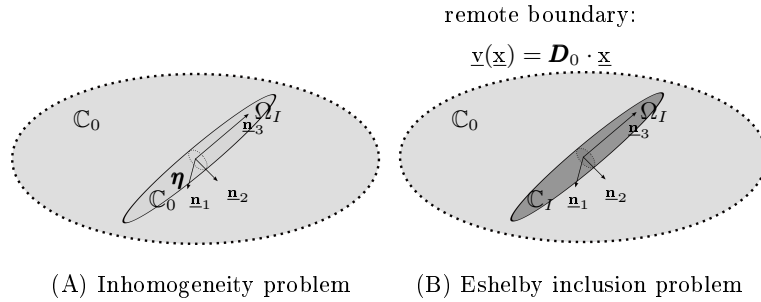 remote boundary:
v(x) = D₀ · x
ℂ₀
Ω_I
n₃
η
ℂ₀
n₁
n₂
ℂ₀
Ω_I
n₃
ℂ_I
n₁
n₂
(A) Inhomogeneity problem
(B) Eshelby inclusion problem